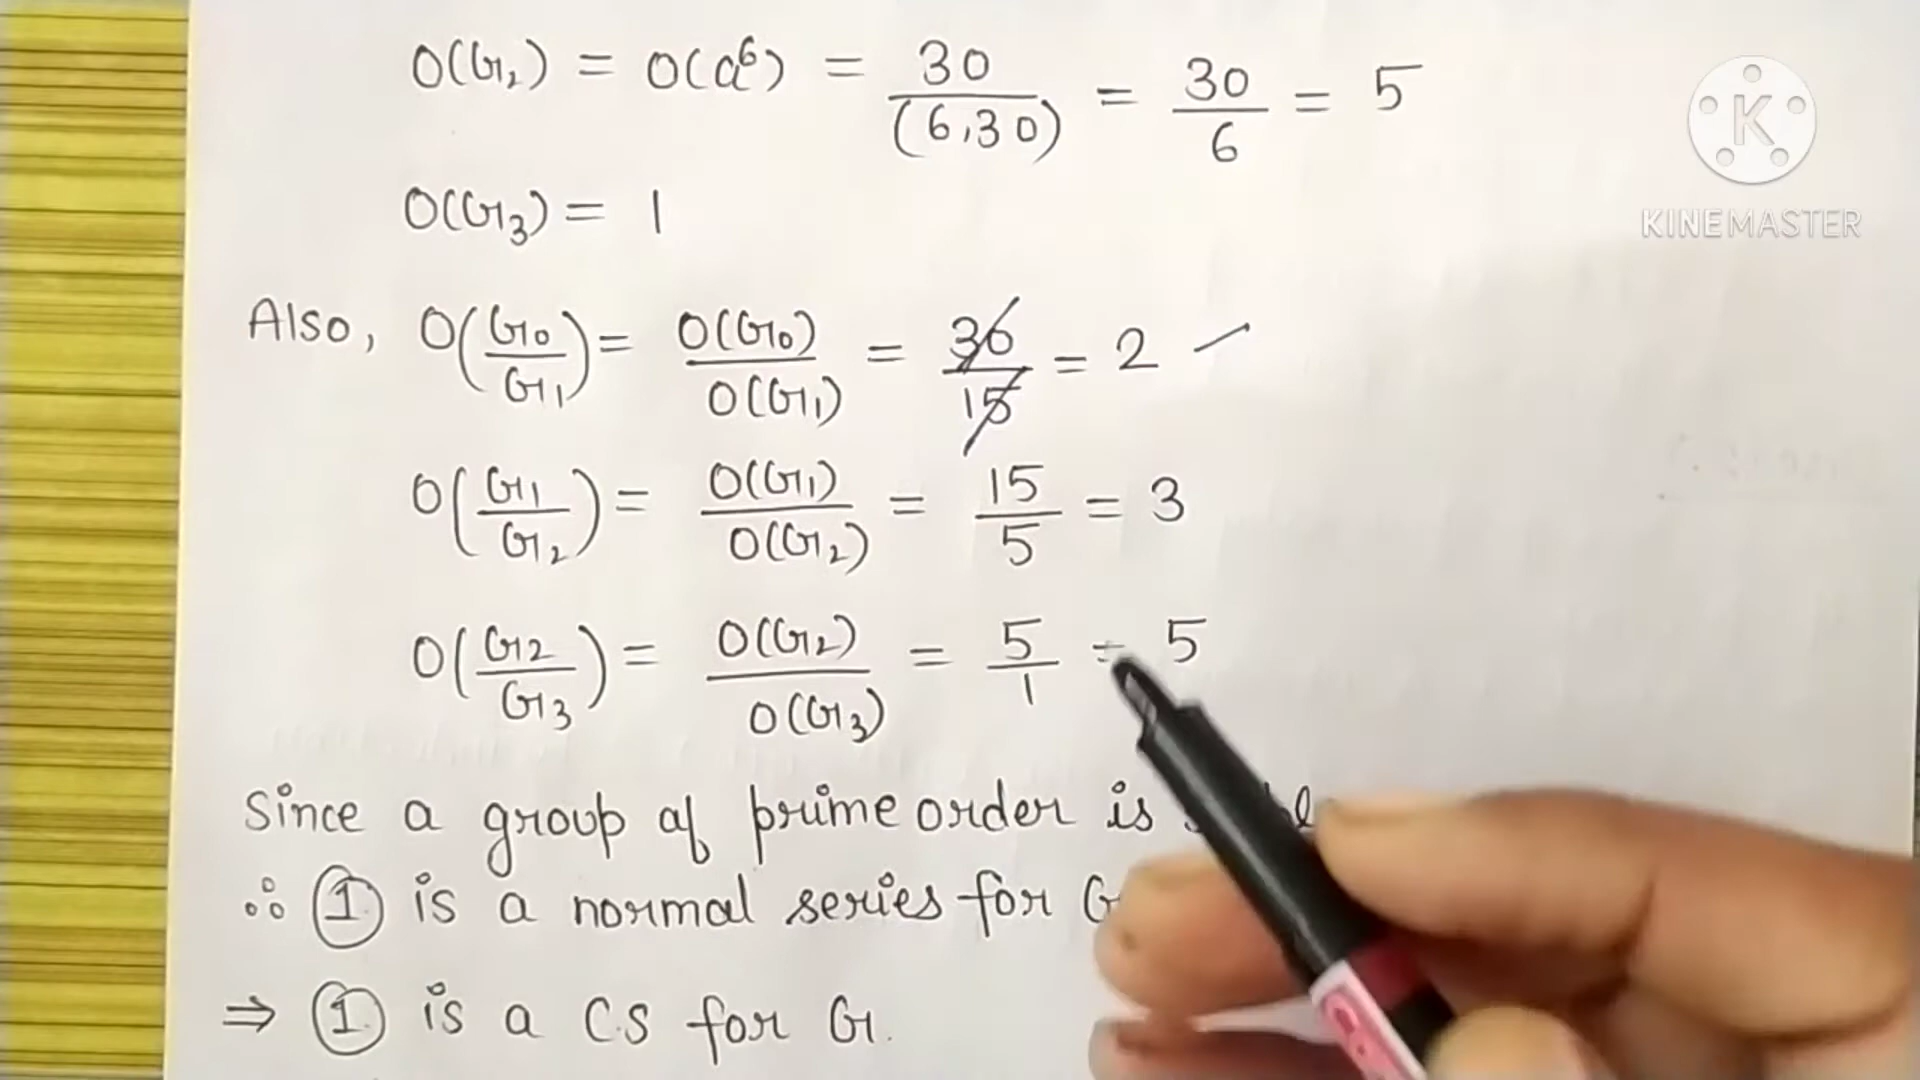 O(G₂) = O(a⁶) = 30/(6,30) = 30/6 = 5
O(G₃) = 1
Also, O(G₀/G₁) = O(G₀)/O(G₁) = 30/15 = 2
O(G₁/G₂) = O(G₁)/O(G₂) = 15/5 = 3
O(G₂/G₃) = O(G₂)/O(G₃) = 5/1 = 5
Since a group of prime order is
∴ ① is a normal series for G
⇒ ① is a C.S for G.
K
KINEMASTER